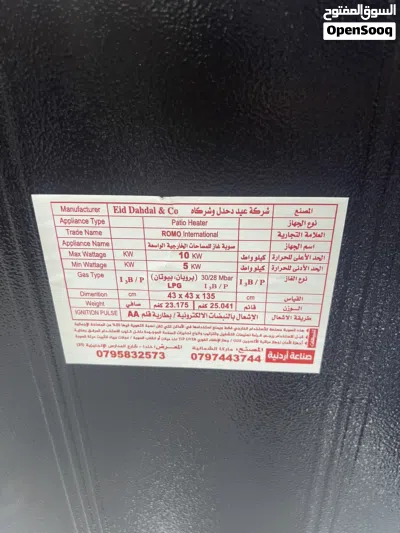 السوق المفتوح
OpenSooq
Manufacturer Eid Dahdal & Co شركة عيد دحدل وشركاه المصنع
Appliance Type Patio Heater نوع الجهاز
Trade Name ROMO International العلامة التجارية
Appliance Name صوبة غاز للمساحات الخارجية الواسعة اسم الجهاز
Max Wattage KW 10 KW كيلو واط الحد الأعلى للحرارة
Min Wattage KW 5 KW كيلو واط الحد الأدنى للحرارة
Gas Type I3B / P (بروبان، بيوتان) 30/28 Mbar LPG I3B / P نوع الغاز
Dimention cm 43 x 43 x 135 cm القياس
Weight صافي 23.175 كغم 25.041 كغم قائم الوزن
IGNITION PULSE الإشعال بالنبضات الالكترونية / بطارية قلم AA طريقة الاشعال
صناعة أردنية
0797443744
0795832573